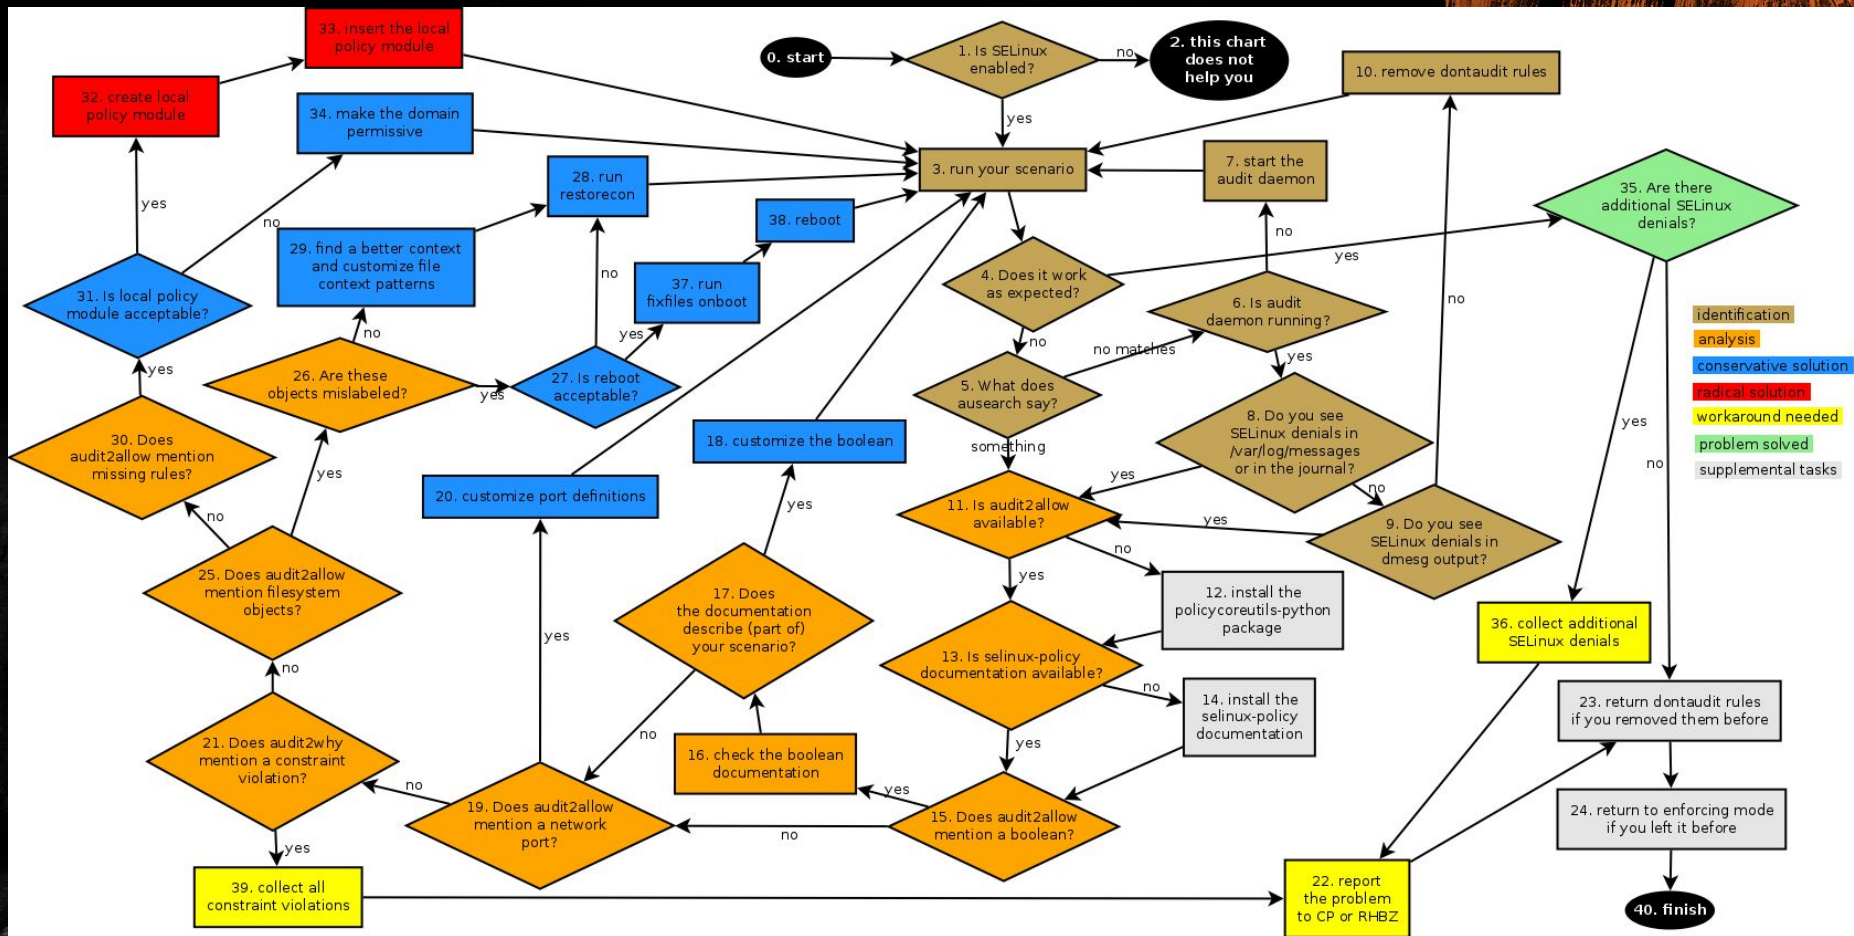 33. insert the local
policy module
0. start
1. Is SELinux
enabled?
no
2. this chart
does not
help you
10. remove dontaudit rules
32. create local
policy module
34. make the domain
permissive
yes
3. run your scenario
7. start the
audit daemon
28. run
restorecon
35. Are there
additional SELinux
denials?
yes
no
38. reboot
no
29. find a better context
and customize file
context patterns
no
yes
4. Does it work
as expected?
37. run
fixfiles onboot
31. Is local policy
module acceptable?
6. Is audit
daemon running?
no
identification
no
yes
no
no matches
yes
analysis
yes
26. Are these
objects mislabeled?
yes
27. Is reboot
acceptable?
5. What does
ausearch say?
conservative solution
radical solution
workaround needed
yes
30. Does
audit2allow mention
missing rules?
18. customize the boolean
something
8. Do you see
SELinux denials in
/var/log/messages
or in the journal?
problem solved
no
supplemental tasks
yes
20. customize port definitions
yes
yes
no
no
11. Is audit2allow
available?
yes
9. Do you see
SELinux denials in
dmesg output?
no
25. Does audit2allow
mention filesystem
objects?
yes
17. Does
the documentation
describe (part of)
your scenario?
12. install the
policycoreutils-python
package
36. collect additional
SELinux denials
yes
no
13. Is selinux-policy
documentation available?
no
14. install the
selinux-policy
documentation
23. return dontaudit rules
if you removed them before
21. Does audit2why
mention a constraint
violation?
no
yes
16. check the boolean
documentation
no
yes
19. Does audit2allow
mention a network
port?
no
15. Does audit2allow
mention a boolean?
24. return to enforcing mode
if you left it before
yes
39. collect all
constraint violations
22. report
the problem
to CP or RHBZ
40. finish